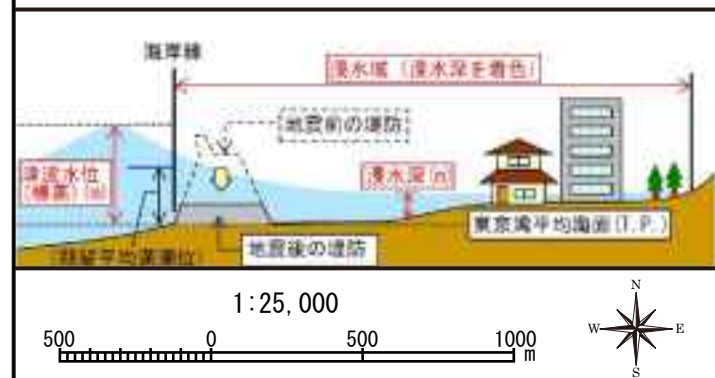 海岸線
浸水域（浸水深を着色）
地震前の堤防
津波水位
（標高）(m)
浸水深(m)
東京湾平均海面(T.P.)
(朔望平均満潮位)
地震後の堤防
1:25,000
500 0 500 1000
m
N
W E
S